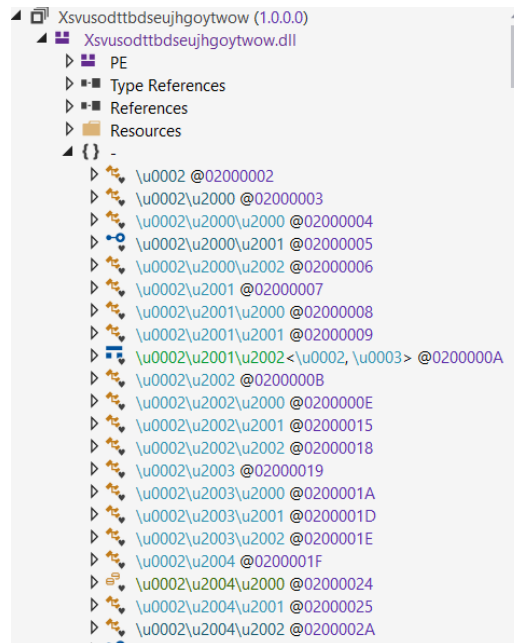 Xsvusodttbdseujhgoytwow (1.0.0.0)
Xsvusodttbdseujhgoytwow.dll
PE
Type References
References
Resources
{ } -
\u0002 @02000002
\u0002\u2000 @02000003
\u0002\u2000\u2000 @02000004
\u0002\u2000\u2001 @02000005
\u0002\u2000\u2002 @02000006
\u0002\u2001 @02000007
\u0002\u2001\u2000 @02000008
\u0002\u2001\u2001 @02000009
\u0002\u2001\u2002<\u0002, \u0003> @0200000A
\u0002\u2002 @0200000B
\u0002\u2002\u2000 @0200000E
\u0002\u2002\u2001 @02000015
\u0002\u2002\u2002 @02000018
\u0002\u2003 @02000019
\u0002\u2003\u2000 @0200001A
\u0002\u2003\u2001 @0200001D
\u0002\u2003\u2002 @0200001E
\u0002\u2004 @0200001F
\u0002\u2004\u2000 @02000024
\u0002\u2004\u2001 @02000025
\u0002\u2004\u2002 @0200002A